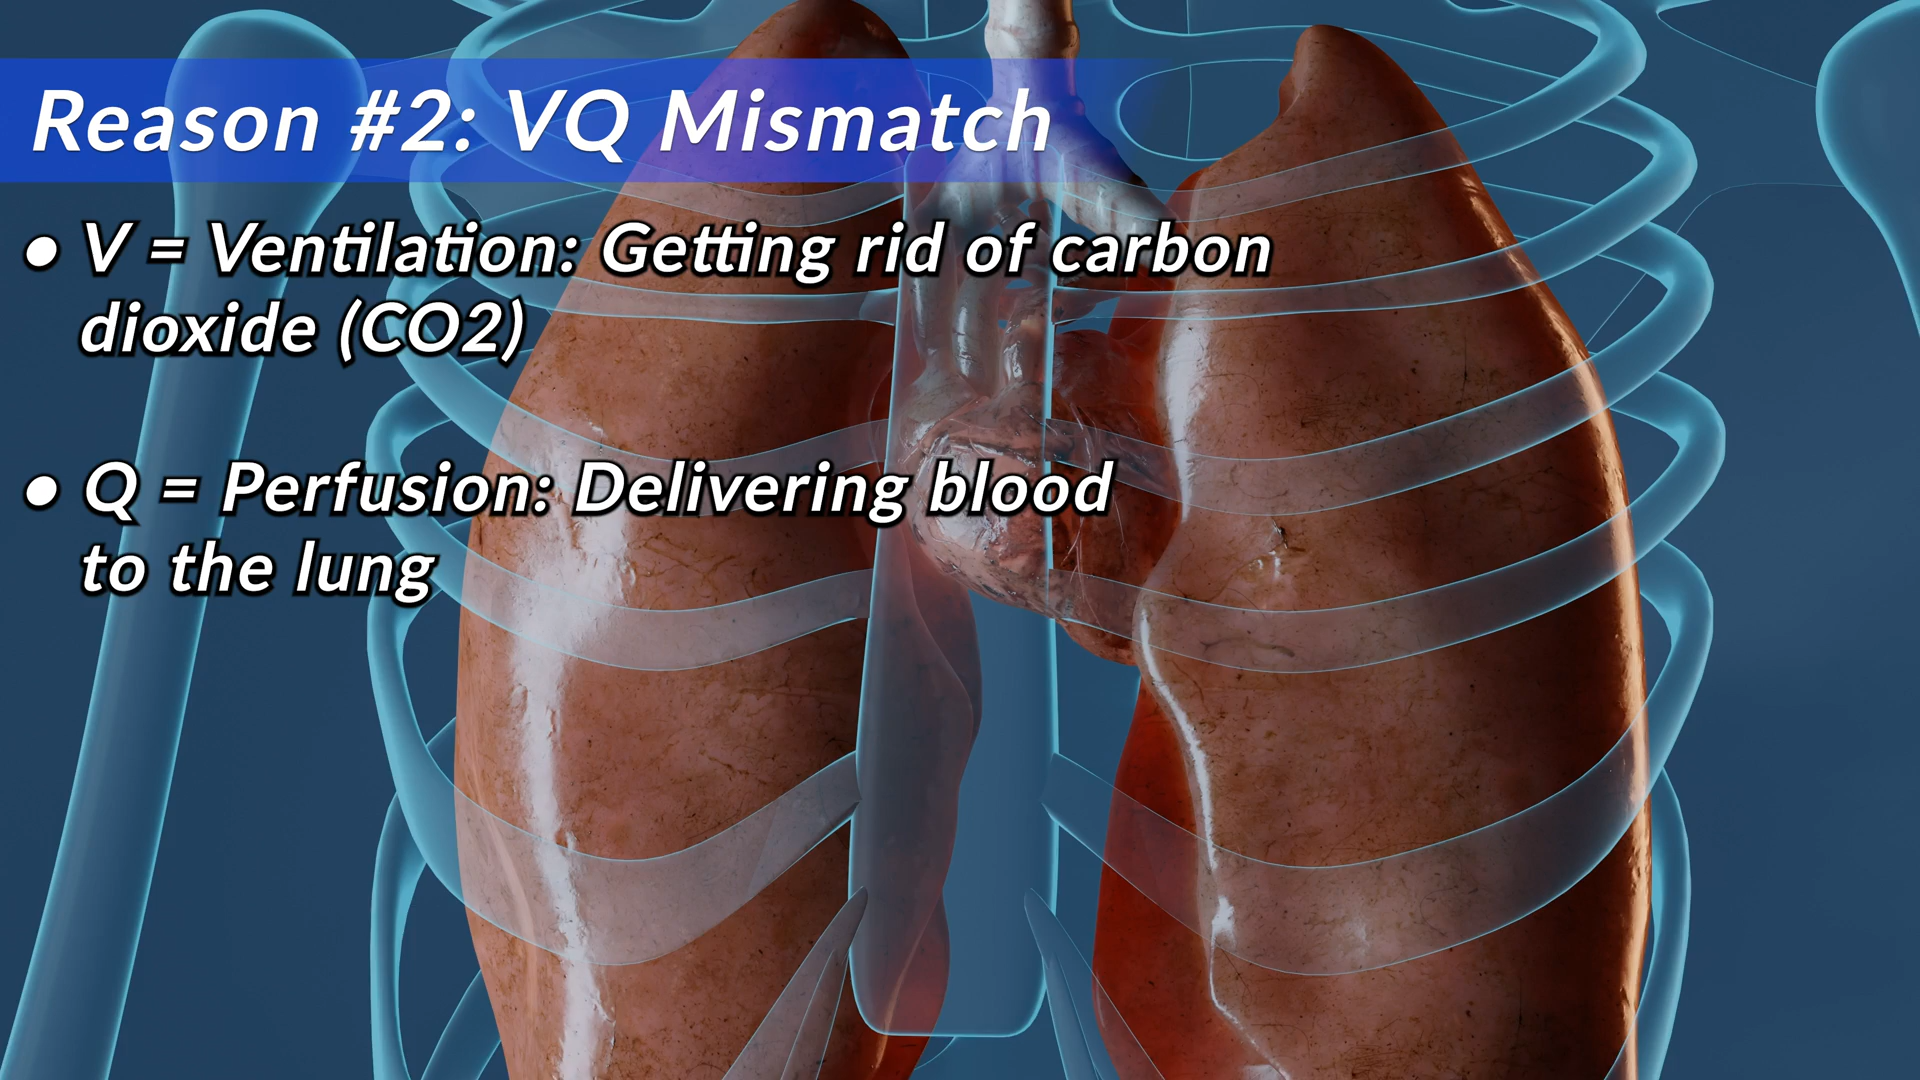 Reason #2: VQ Mismatch
• V = Ventilation: Getting rid of carbon
dioxide (CO2)
• Q = Perfusion: Delivering blood
to the lung